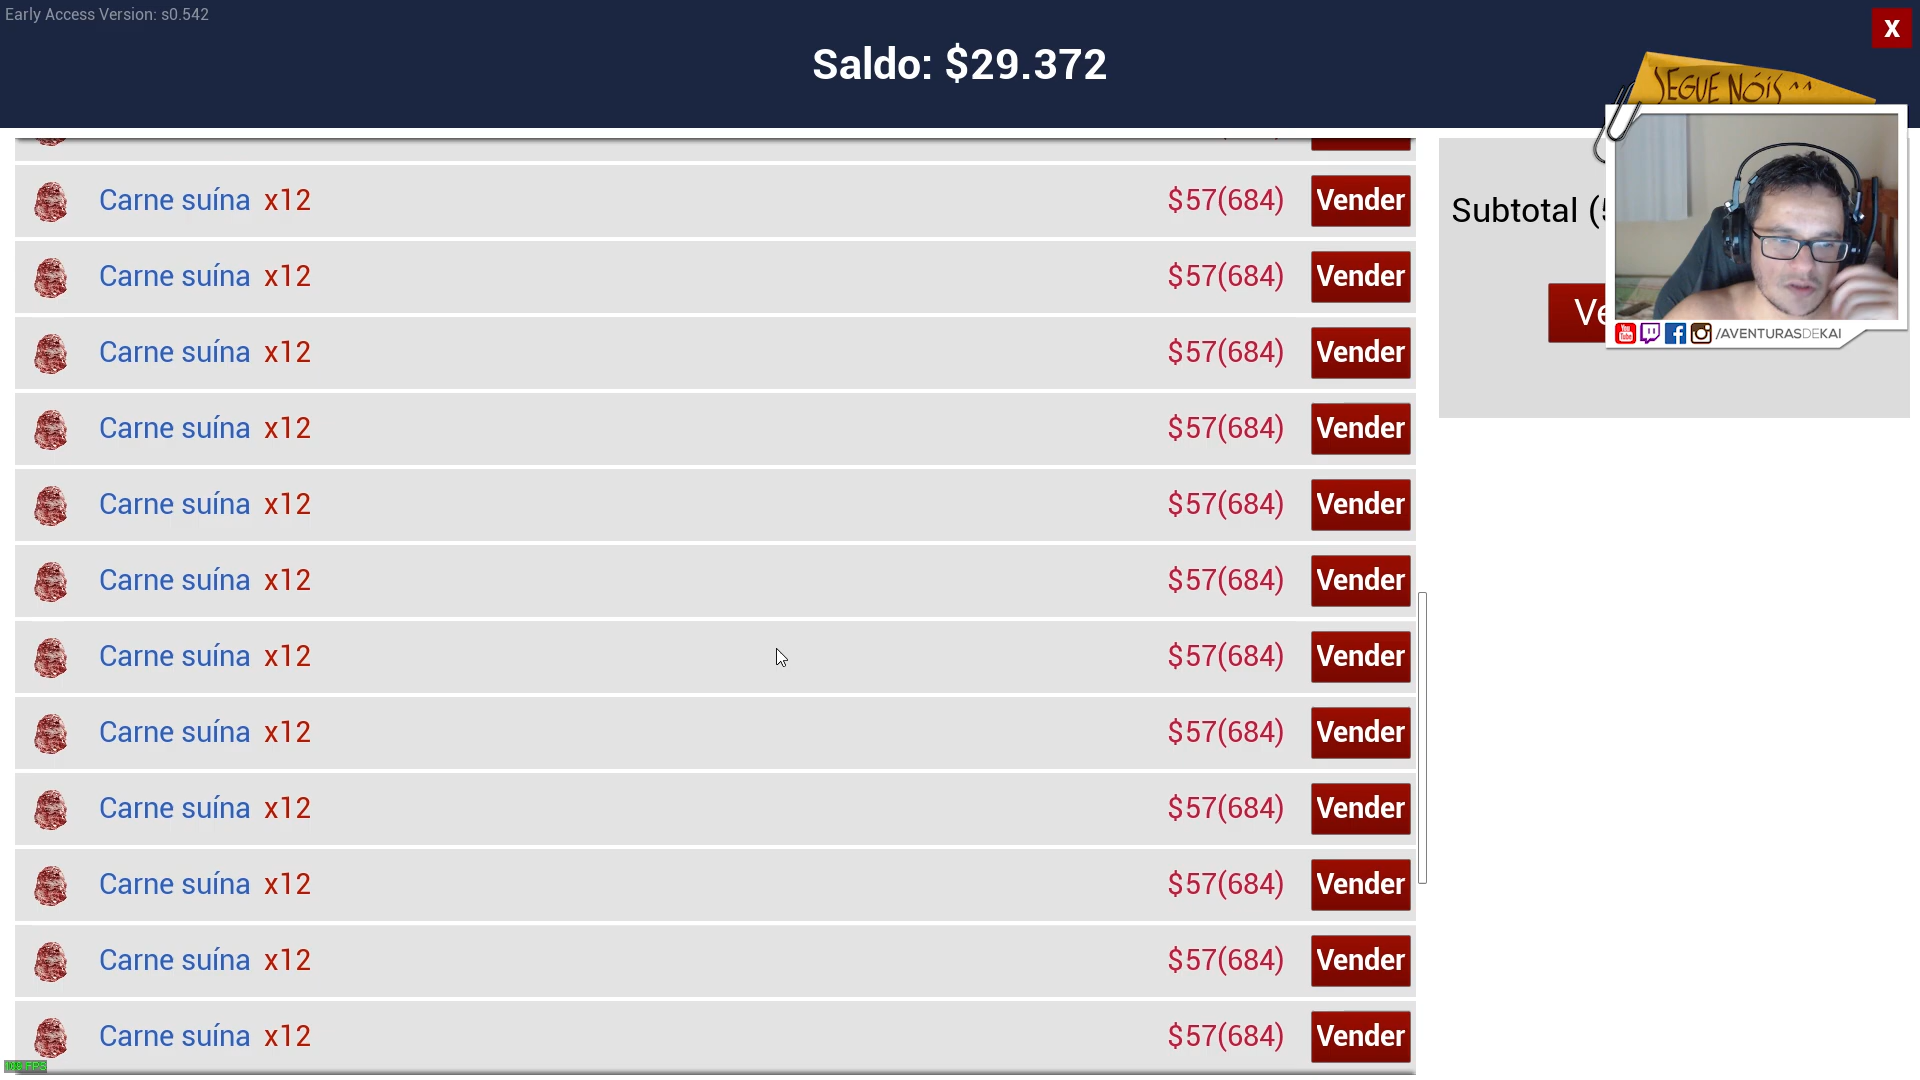 Early Access Version: s0.542
X
Saldo: $29.372
SEGUE NÓIS ^^
Carne suína x12 $57(684) Vender
Subtotal (
Carne suína x12 $57(684) Vender
Ve
/AVENTURASDEKAI
Carne suína x12 $57(684) Vender
Carne suína x12 $57(684) Vender
Carne suína x12 $57(684) Vender
Carne suína x12 $57(684) Vender
Carne suína x12 $57(684) Vender
Carne suína x12 $57(684) Vender
Carne suína x12 $57(684) Vender
Carne suína x12 $57(684) Vender
Carne suína x12 $57(684) Vender
Carne suína x12 $57(684) Vender